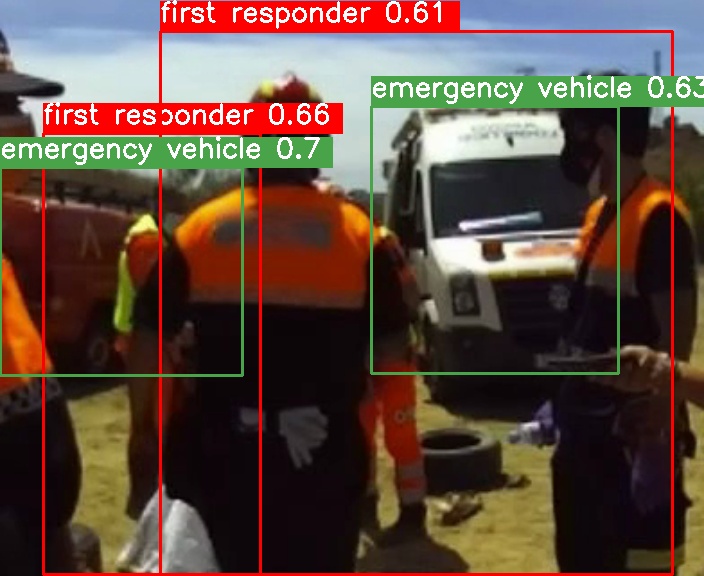 first responder 0.61
emergency vehicle 0.63
first responder 0.66
emergency vehicle 0.7